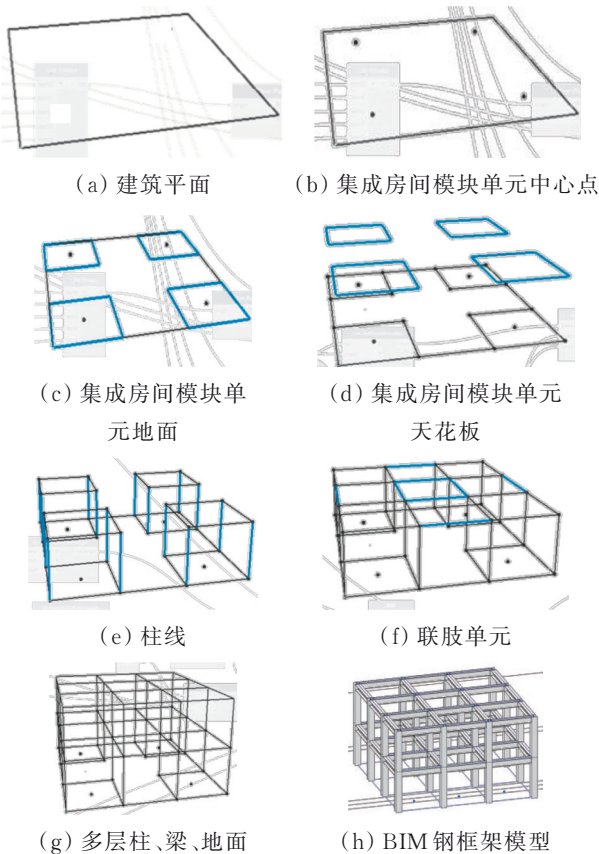 (a) 建筑平面
(b) 集成房间模块单元中心点
(c) 集成房间模块单
元地面
(d) 集成房间模块单元
天花板
(e) 柱线
(f) 联肢单元
(g) 多层柱、梁、地面
(h) BIM 钢框架模型